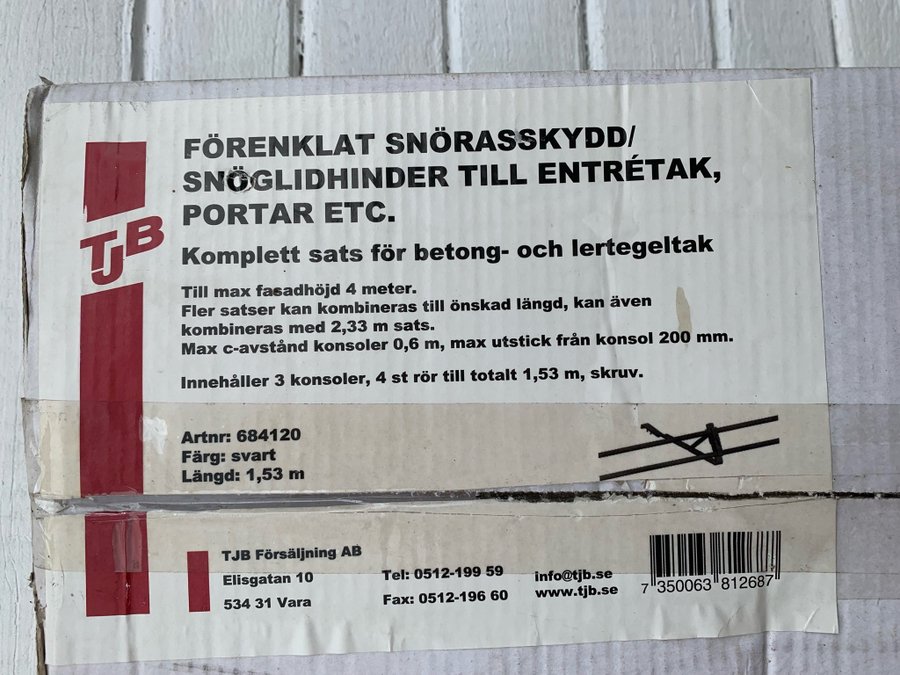 FÖRENKLAT SNÖRASSKYDD/
SNÖGLIDHINDER TILL ENTRÉTAK,
PORTAR ETC.
TJB
Komplett sats för betong- och lertegeltak
Till max fasadhöjd 4 meter.
Fler satser kan kombineras till önskad längd, kan även
kombineras med 2,33 m sats.
Max c-avstånd konsoler 0,6 m, max utstick från konsol 200 mm.
Innehåller 3 konsoler, 4 st rör till totalt 1,53 m, skruv.
Artnr: 684120
Färg: svart
Längd: 1,53 m
TJB Försäljning AB
Elisgatan 10
534 31 Vara
Tel: 0512-199 59
Fax: 0512-196 60
info@tjb.se
www.tjb.se
7 350063 812687